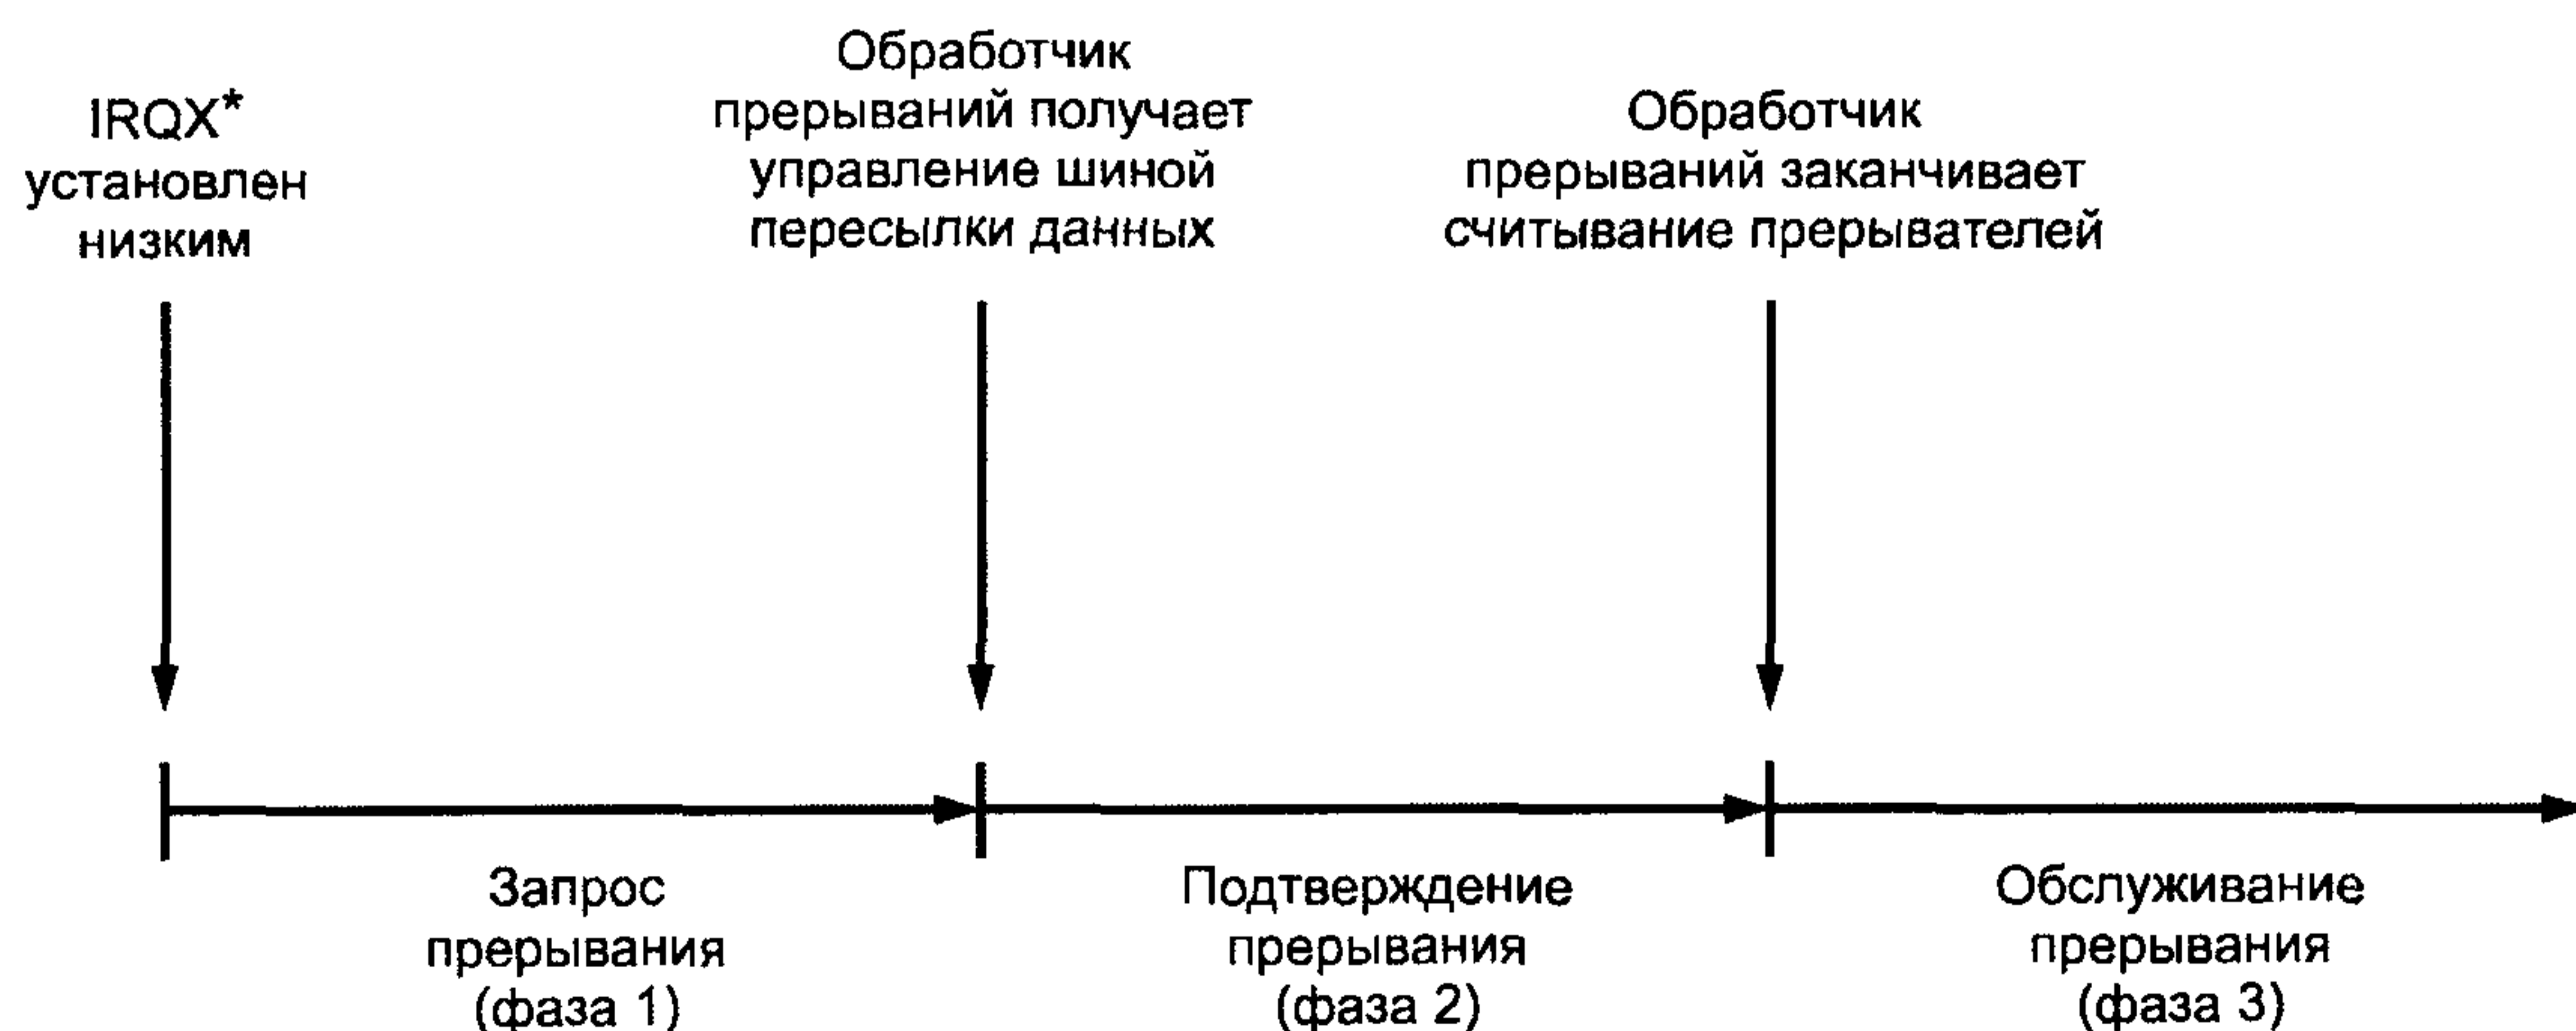 IRQX*
установлен
низким
Обработчик
прерываний получает
управление шиной
пересылки данных
Обработчик
прерываний заканчивает
считывание прерывателей
Запрос
прерывания
(фаза 1)
Подтверждение
прерывания
(фаза 2)
Обслуживание
прерывания
(фаза 3)